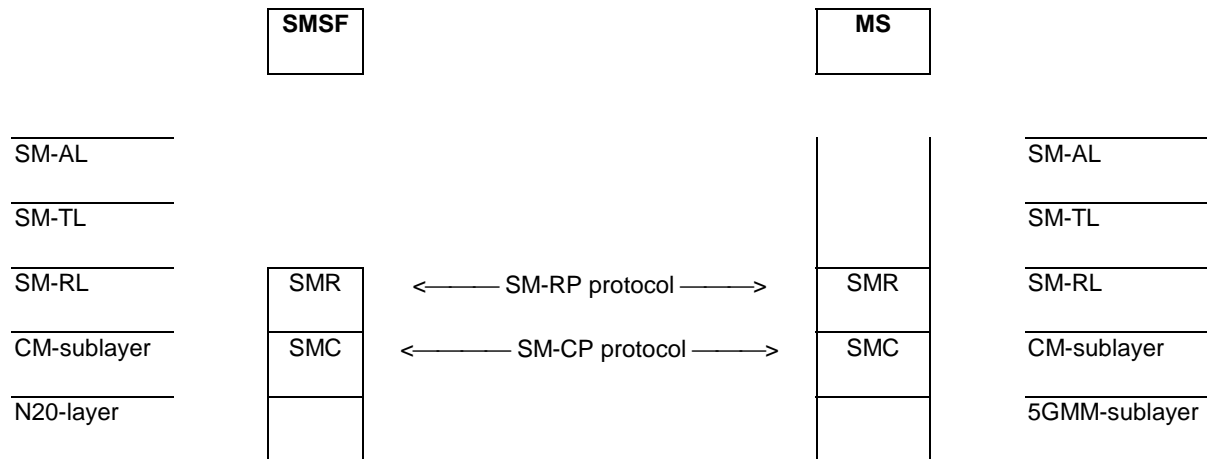 SMSF MS
SM-AL SM-AL
SM-TL SM-TL
SM-RL SMR <——— SM-RP protocol ———> SMR SM-RL
CM-sublayer SMC <———— SM-CP protocol ————> SMC CM-sublayer
N20-layer 5GMM-sublayer